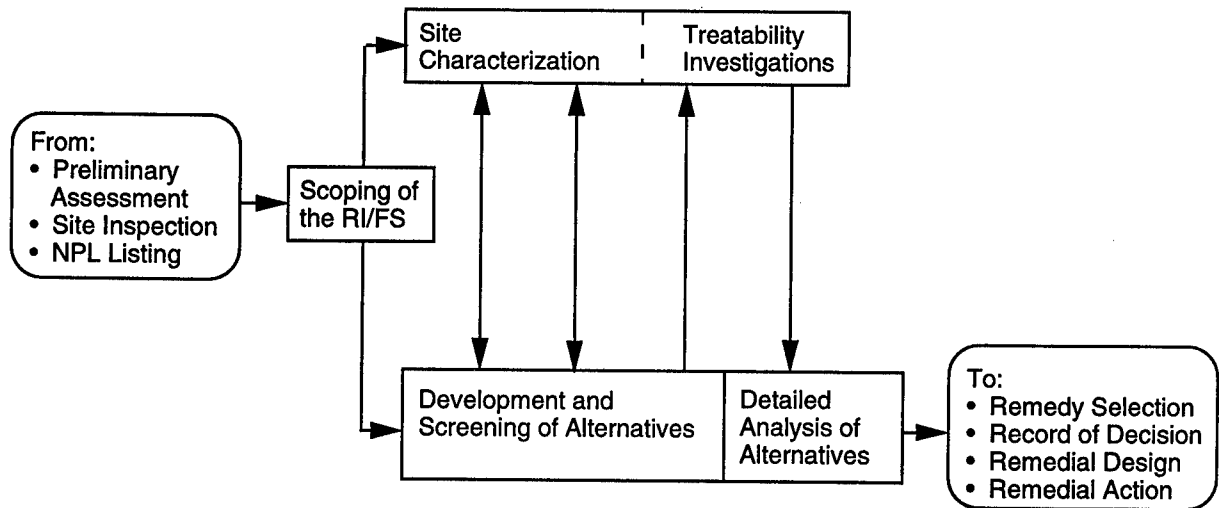 From:
• Preliminary
Assessment
• Site Inspection
• NPL Listing
Scoping of
the RI/FS
Site
Characterization
Treatability
Investigations
Development and
Screening of Alternatives
Detailed
Analysis of
Alternatives
To:
• Remedy Selection
• Record of Decision
• Remedial Design
• Remedial Action